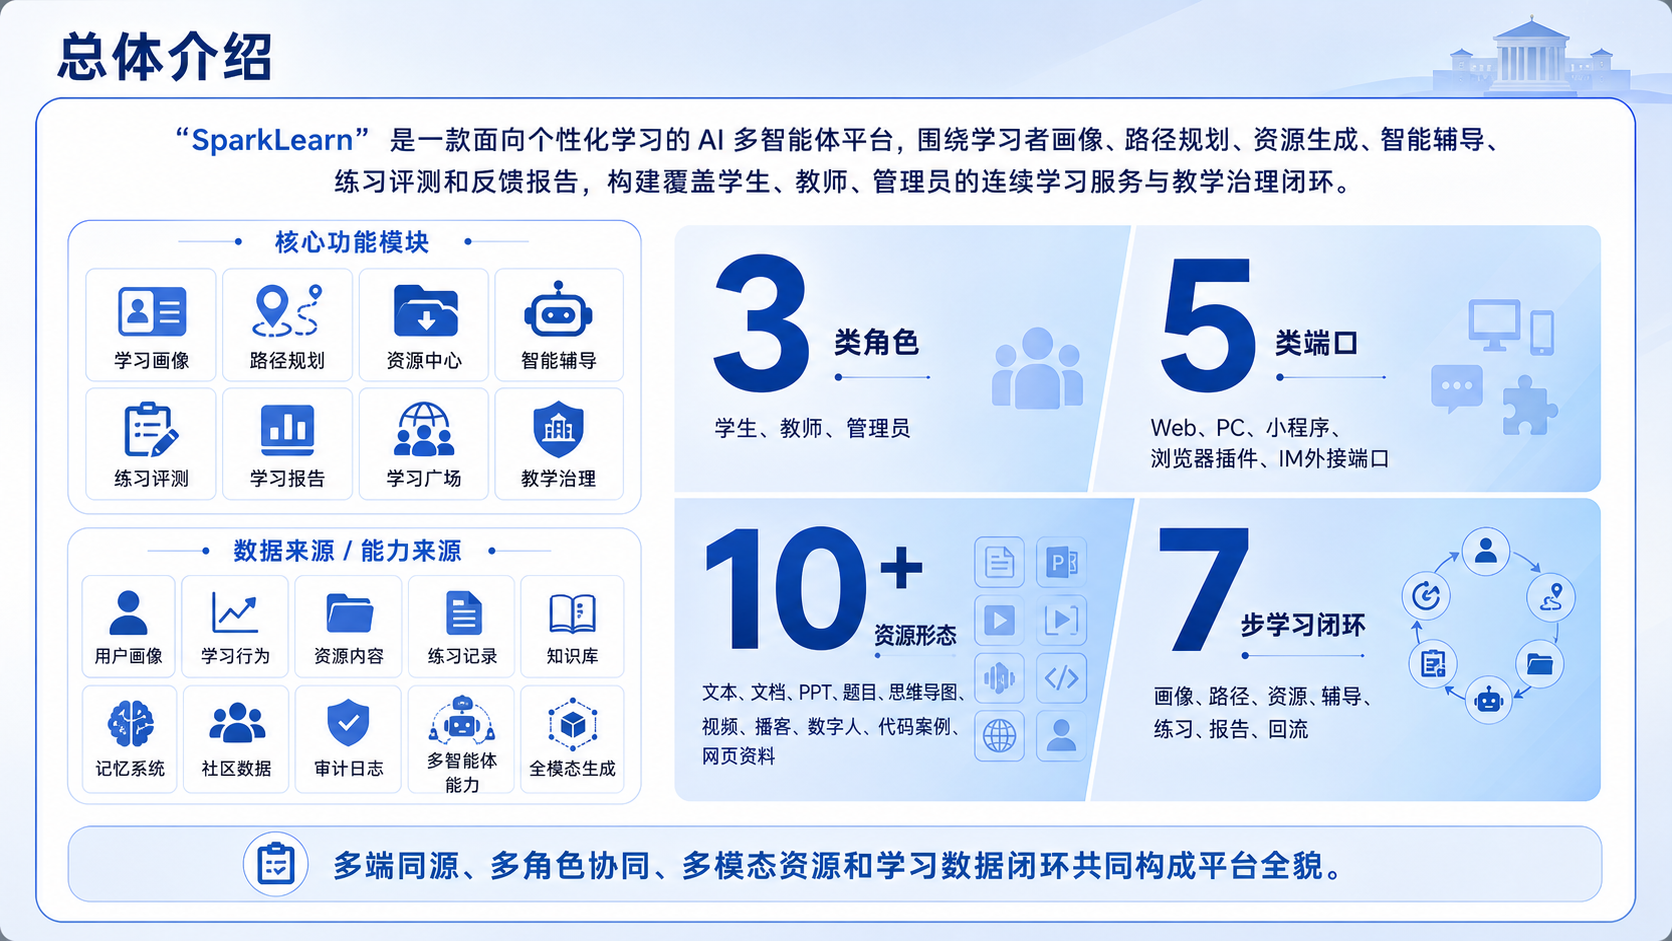 总体介绍
“SparkLearn” 是一款面向个性化学习的 AI 多智能体平台，围绕学习者画像、路径规划、资源生成、智能辅导、
练习评测和反馈报告，构建覆盖学生、教师、管理员的连续学习服务与教学治理闭环。
核心功能模块
学习画像
路径规划
资源中心
智能辅导
练习评测
学习报告
学习广场
教学治理
数据来源 / 能力来源
用户画像
学习行为
资源内容
练习记录
知识库
记忆系统
社区数据
审计日志
多智能体
能力
全模态生成
3 类角色
学生、教师、管理员
5 类端口
Web、PC、小程序、
浏览器插件、IM外接端口
10+ 资源形态
文本、文档、PPT、题目、思维导图、
视频、播客、数字人、代码案例、
网页资料
P
7 步学习闭环
画像、路径、资源、辅导、
练习、报告、回流
多端同源、多角色协同、多模态资源和学习数据闭环共同构成平台全貌。